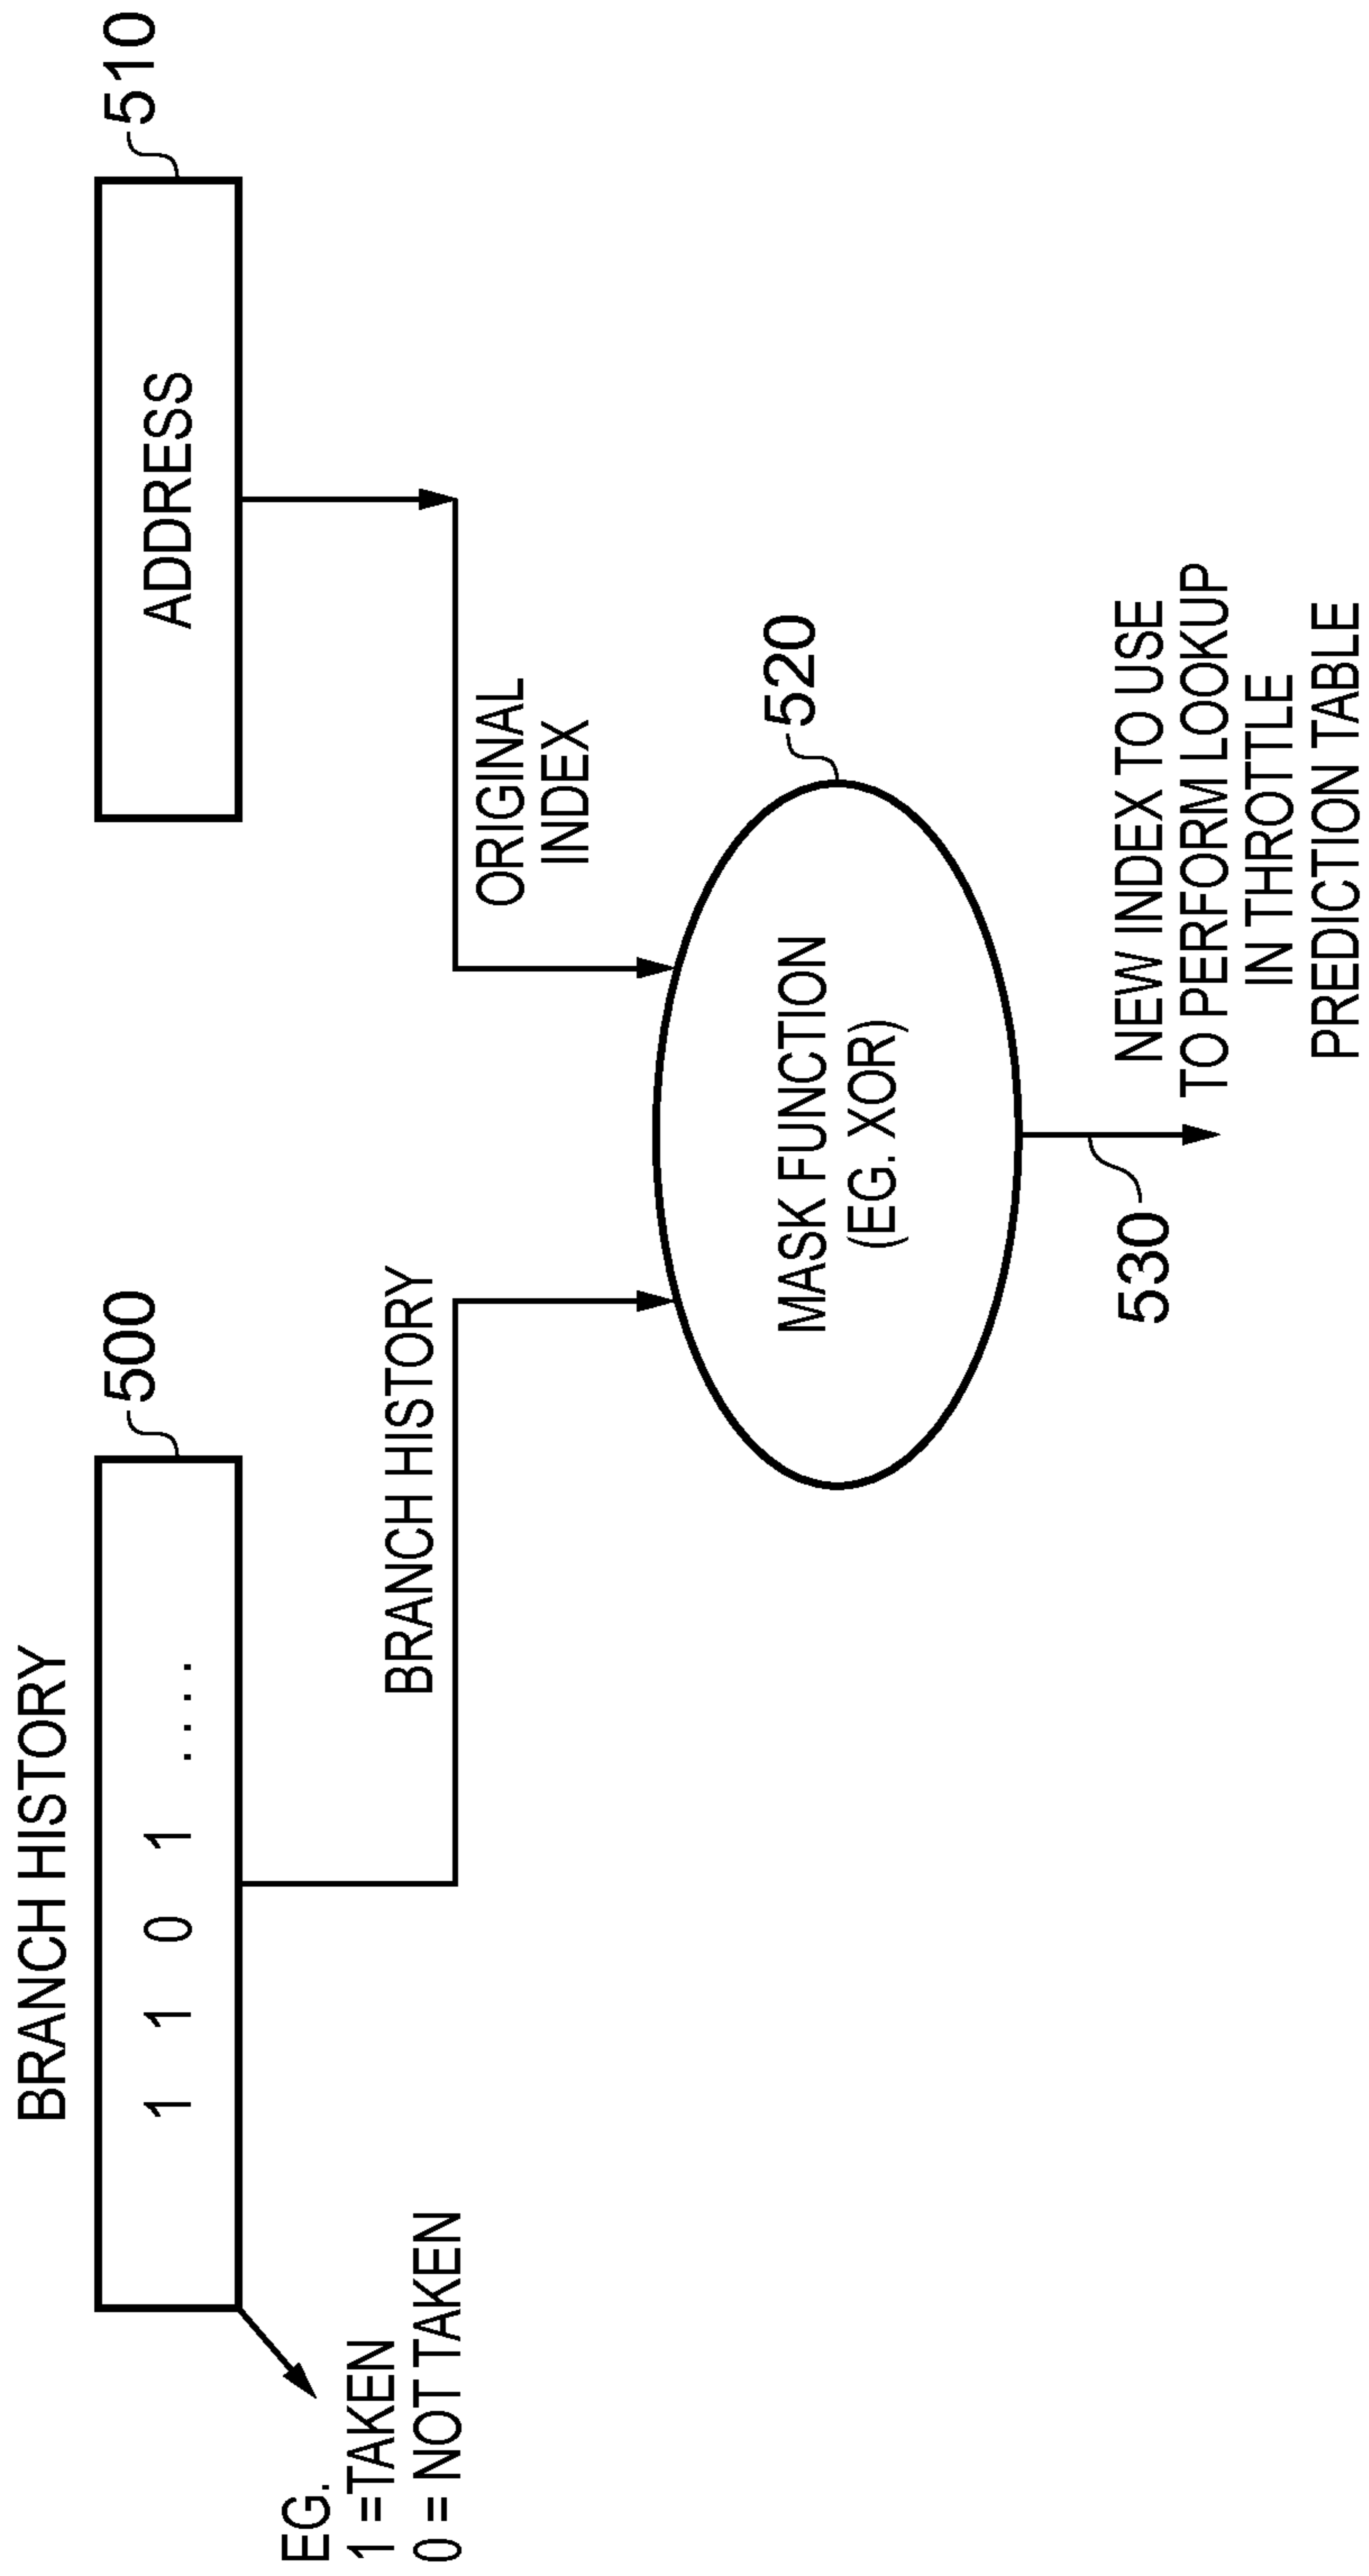 BRANCH HISTORY
500
510
1 1 0 1 ....
ADDRESS
EG.
1 =TAKEN
0 = NOT TAKEN
BRANCH HISTORY
ORIGINAL
INDEX
520
MASK FUNCTION
(EG. XOR)
530
NEW INDEX TO USE
TO PERFORM LOOKUP
IN THROTTLE
PREDICTION TABLE